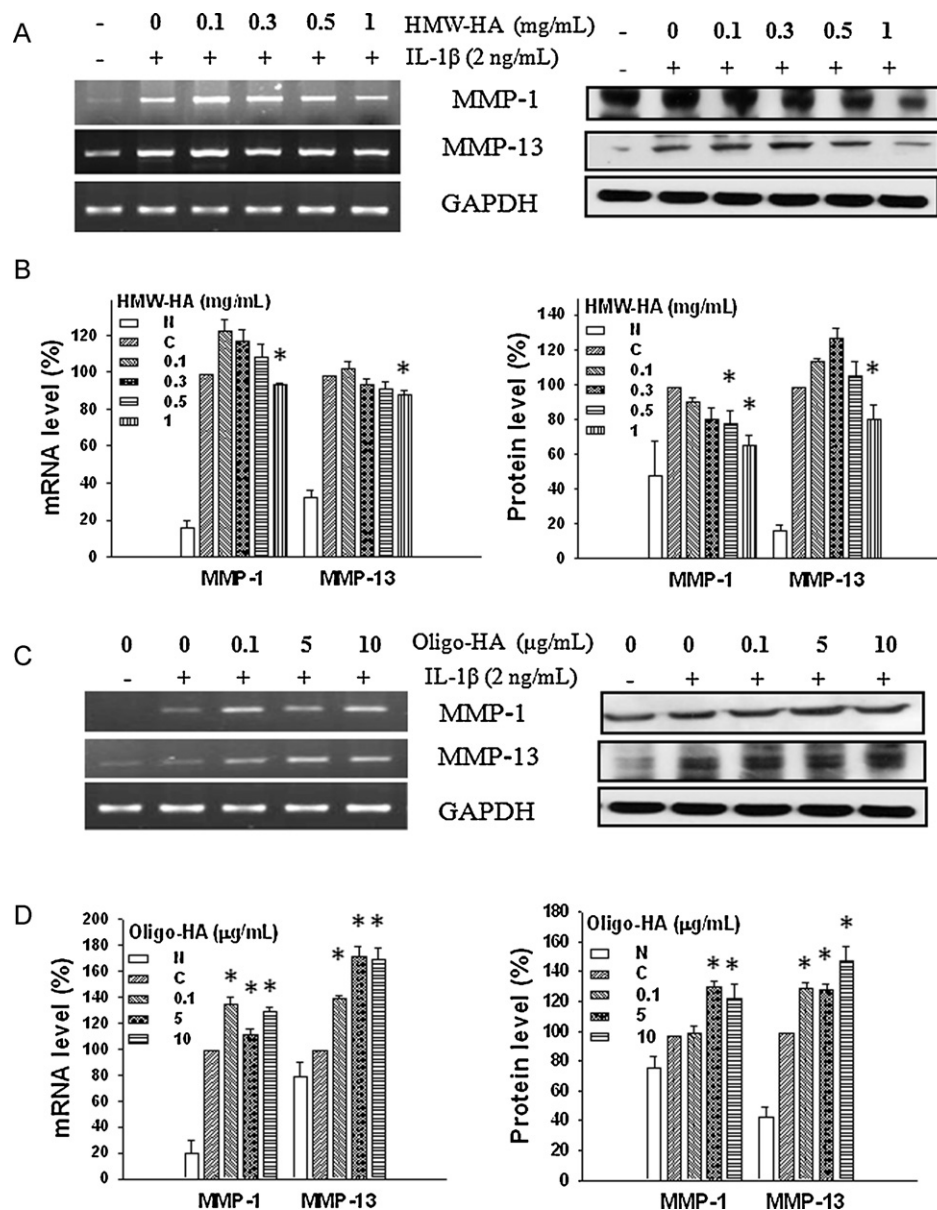 A
- 0 0.1 0.3 0.5 1 HMW-HA (mg/mL) - 0 0.1 0.3 0.5 1
- + + + + + IL-1β (2 ng/mL) - + + + + +
MMP-1
MMP-13
GAPDH
B
HMW-HA (mg/mL)
N
C
0.1
0.3
0.5
1
mRNA level (%)
120
100
80
60
40
20
0
* *
MMP-1 MMP-13
HMW-HA (mg/mL)
N
C
0.1
0.3
0.5
1
Protein level (%)
140
120
100
80
60
40
20
0
* * *
MMP-1 MMP-13
C
0 0 0.1 5 10 Oligo-HA (μg/mL) 0 0 0.1 5 10
- + + + + IL-1β (2 ng/mL) - + + + +
MMP-1
MMP-13
GAPDH
D
Oligo-HA (μg/mL)
N
C
0.1
5
10
mRNA level (%)
200
180
160
140
120
100
80
60
40
20
0
* * * * * *
MMP-1 MMP-13
Oligo-HA (μg/mL)
N
C
0.1
5
10
Protein level (%)
180
160
140
120
100
80
60
40
20
0
* * * * *
MMP-1 MMP-13